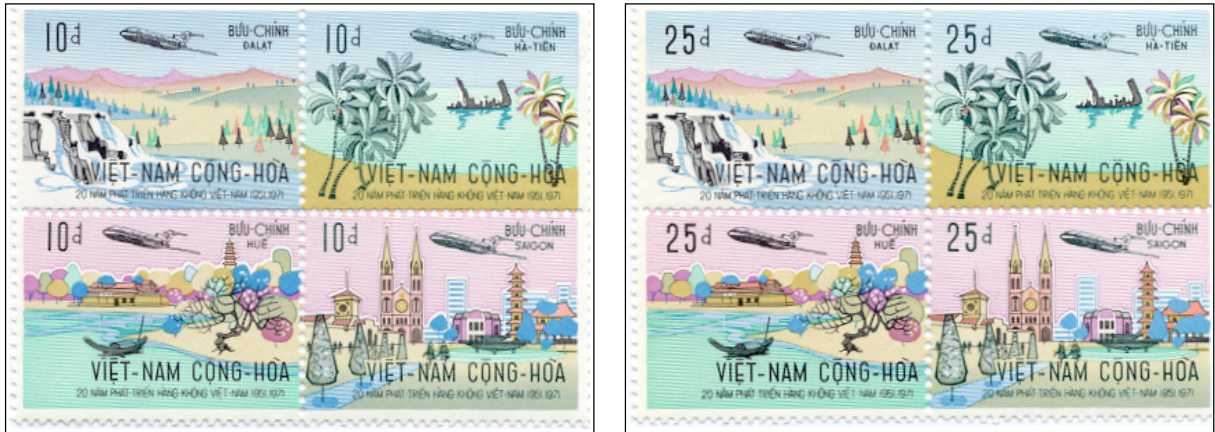 10đ BƯU-CHÍNH
ĐALAT
VIỆT-NAM CỘNG-HÒA
20 NĂM PHÁT-TRIỂN HÀNG-KHÔNG VIỆT-NAM 1951.1971
10đ BƯU-CHÍNH
HÀ-TIÊN
VIỆT-NAM CỘNG-HÒA
20 NĂM PHÁT-TRIỂN HÀNG-KHÔNG VIỆT-NAM 1951.1971
10đ BƯU-CHÍNH
HUẾ
VIỆT-NAM CỘNG-HÒA
20 NĂM PHÁT-TRIỂN HÀNG-KHÔNG VIỆT-NAM 1951.1971
10đ BƯU-CHÍNH
SAIGON
VIỆT-NAM CỘNG-HÒA
20 NĂM PHÁT-TRIỂN HÀNG-KHÔNG VIỆT-NAM 1951.1971
25đ BƯU-CHÍNH
ĐALAT
VIỆT-NAM CỘNG-HÒA
20 NĂM PHÁT-TRIỂN HÀNG-KHÔNG VIỆT-NAM 1951.1971
25đ BƯU-CHÍNH
HÀ-TIÊN
VIỆT-NAM CỘNG-HÒA
20 NĂM PHÁT-TRIỂN HÀNG-KHÔNG VIỆT-NAM 1951.1971
25đ BƯU-CHÍNH
HUẾ
VIỆT-NAM CỘNG-HÒA
20 NĂM PHÁT-TRIỂN HÀNG-KHÔNG VIỆT-NAM 1951.1971
25đ BƯU-CHÍNH
SAIGON
VIỆT-NAM CỘNG-HÒA
20 NĂM PHÁT-TRIỂN HÀNG-KHÔNG VIỆT-NAM 1951.1971